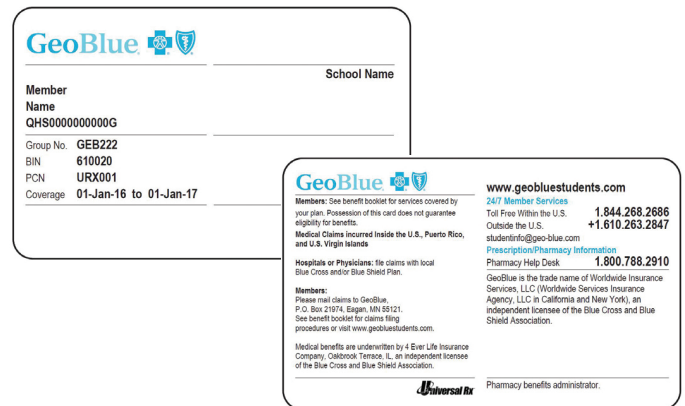 GeoBlue
School Name
Member
Name
QHS0000000000G
Group No. GEB222
BIN 610020
PCN URX001
Coverage 01-Jan-16 to 01-Jan-17
GeoBlue
Members: See benefit booklet for services covered by
your plan. Possession of this card does not guarantee
eligibility for benefits.
Medical Claims incurred Inside the U.S., Puerto Rico,
and U.S. Virgin Islands
Hospitals or Physicians: file claims with local
Blue Cross and/or Blue Shield Plan.
Members:
Please mail claims to GeoBlue,
P.O. Box 21974, Eagan, MN 55121.
See benefit booklet for claims filing
procedures or visit www.geobluestudents.com.
Medical benefits are underwritten by 4 Ever Life Insurance
Company, Oakbrook Terrace, IL, an independent licensee
of the Blue Cross and Blue Shield Association.
Universal Rx
www.geobluestudents.com
24/7 Member Services
Toll Free Within the U.S. 1.844.268.2686
Outside the U.S. +1.610.263.2847
studentinfo@geo-blue.com
Prescription/Pharmacy Information
Pharmacy Help Desk 1.800.788.2910
GeoBlue is the trade name of Worldwide Insurance
Services, LLC (Worldwide Services Insurance
Agency, LLC in California and New York), an
independent licensee of the Blue Cross and Blue
Shield Association.
Pharmacy benefits administrator.